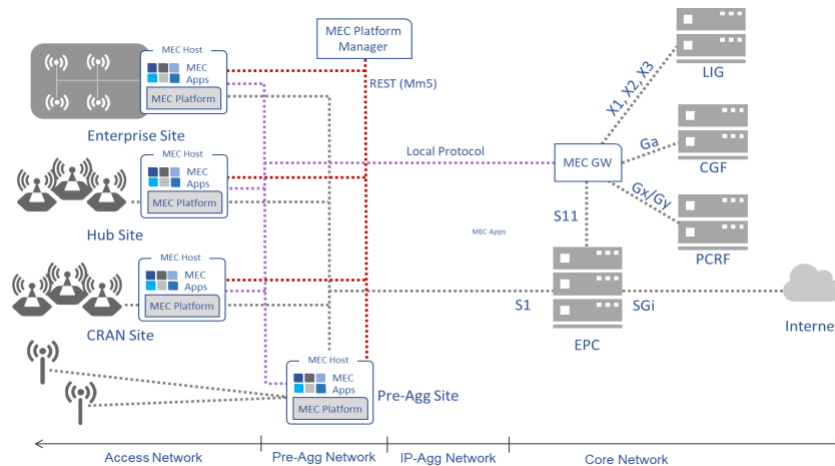 MEC Host
MEC
Apps
MEC Platform
Enterprise Site
MEC Platform
Manager
REST (Mm5)
LIG
X1, X2, X3
MEC Host
MEC
Apps
MEC Platform
Hub Site
Local Protocol
MEC GW
Ga
CGF
Gx/Gy
S11
MEC Apps
PCRF
MEC Host
MEC
Apps
MEC Platform
CRAN Site
S1
SGi
EPC
Interne
MEC Host
MEC
Apps
MEC Platform
Pre-Agg Site
Access Network
Pre-Agg Network
IP-Agg Network
Core Network